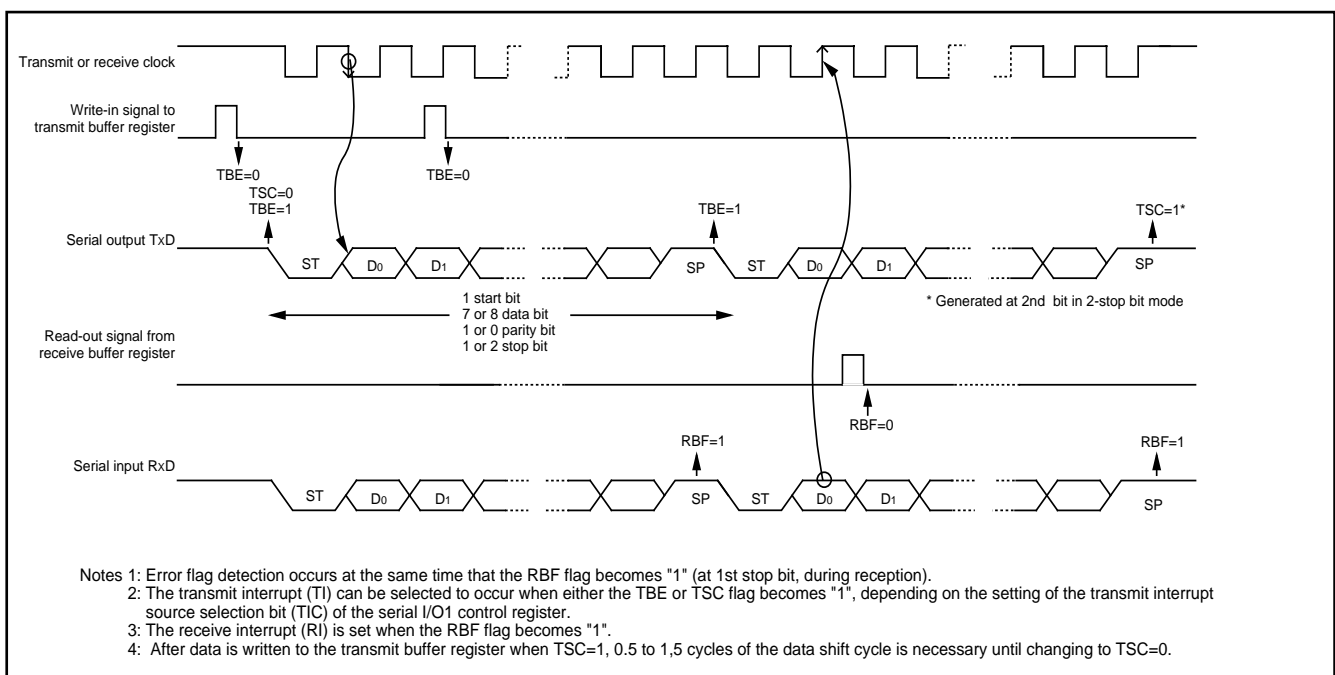 Transmit or receive clock
Write-in signal to
transmit buffer register
TBE=0
TBE=0
TSC=0
TBE=1
TBE=1
TSC=1*
Serial output TxD
ST
D0
D1
SP
ST
D0
D1
SP
1 start bit
7 or 8 data bit
1 or 0 parity bit
1 or 2 stop bit
* Generated at 2nd bit in 2-stop bit mode
Read-out signal from
receive buffer register
RBF=0
RBF=1
RBF=1
Serial input RxD
ST
D0
D1
SP
ST
D0
D1
SP
Notes 1: Error flag detection occurs at the same time that the RBF flag becomes "1" (at 1st stop bit, during reception).
2: The transmit interrupt (TI) can be selected to occur when either the TBE or TSC flag becomes "1", depending on the setting of the transmit interrupt
source selection bit (TIC) of the serial I/O1 control register.
3: The receive interrupt (RI) is set when the RBF flag becomes "1".
4: After data is written to the transmit buffer register when TSC=1, 0.5 to 1,5 cycles of the data shift cycle is necessary until changing to TSC=0.